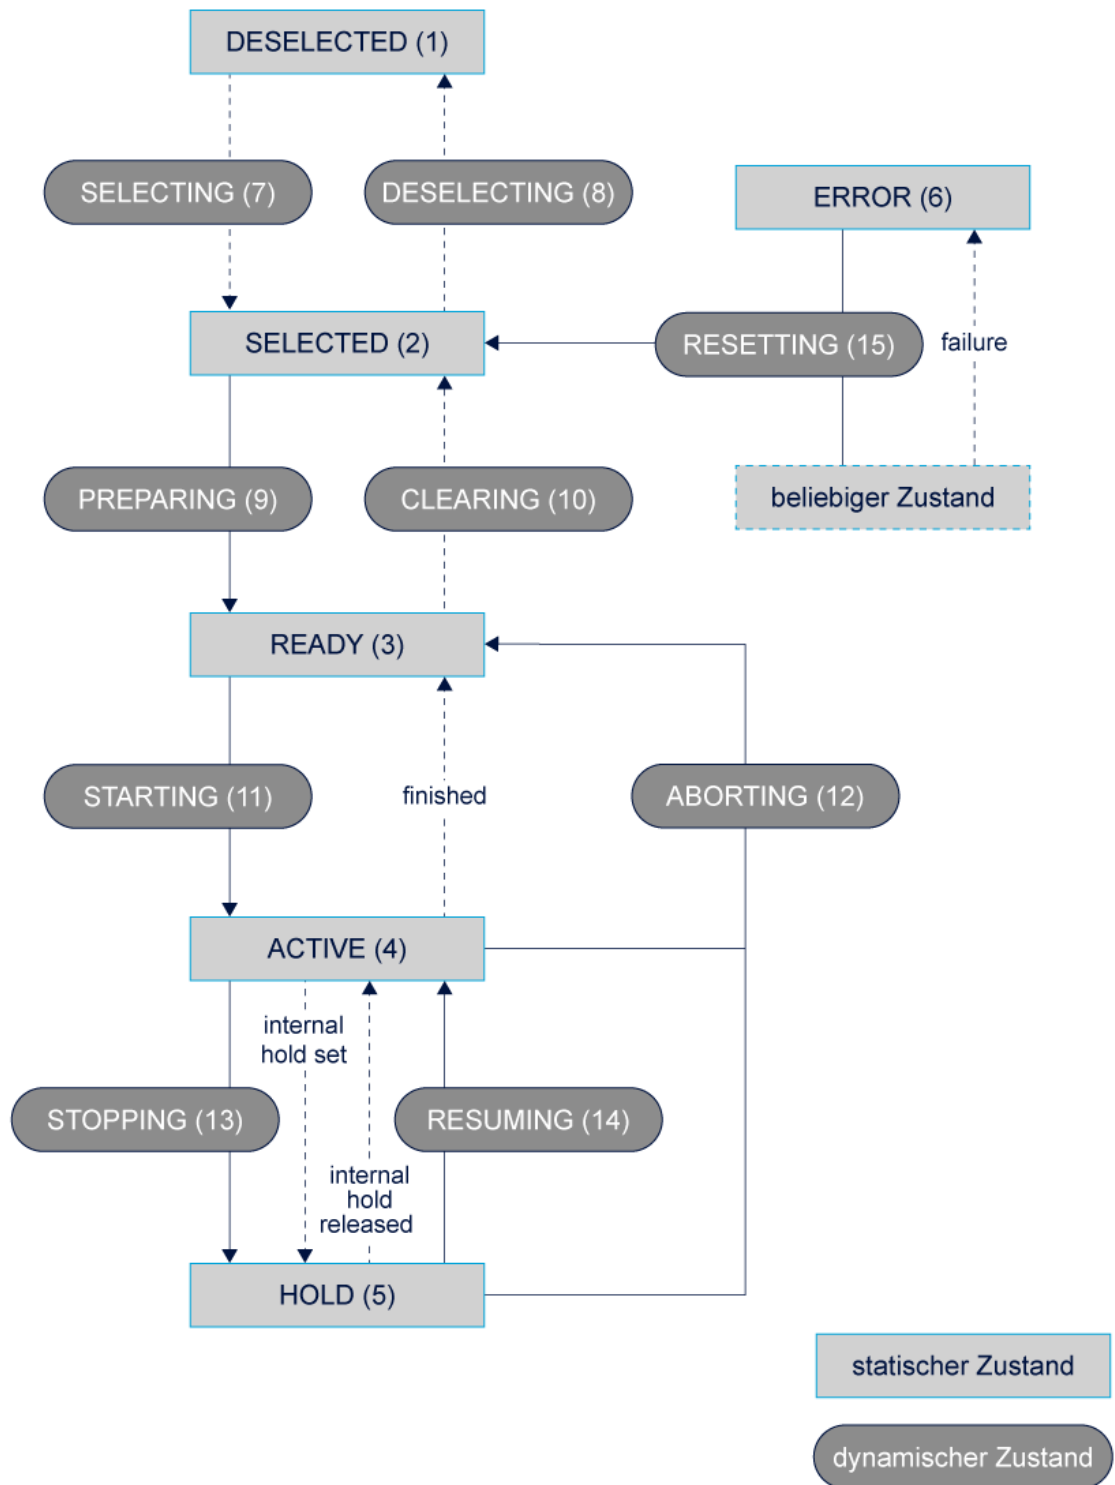 DESELECTED (1)
SELECTING (7)
DESELECTING (8)
ERROR (6)
SELECTED (2)
RESETTING (15)
failure
PREPARING (9)
CLEARING (10)
beliebiger Zustand
READY (3)
STARTING (11)
finished
ABORTING (12)
ACTIVE (4)
internal
hold set
STOPPING (13)
RESUMING (14)
internal
hold
released
HOLD (5)
statischer Zustand
dynamischer Zustand